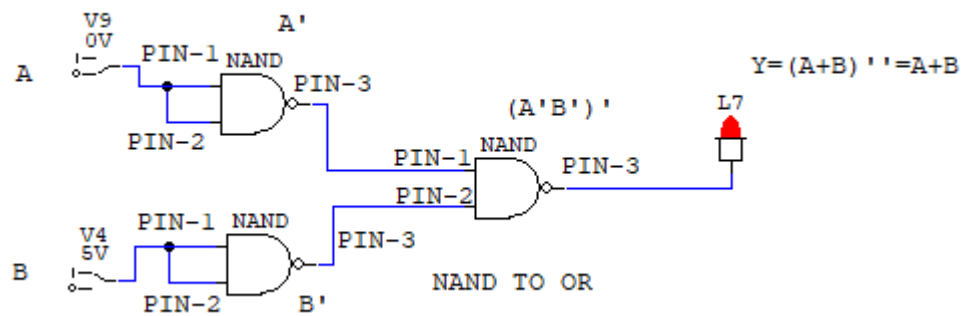 V9
0V
A
PIN-1
PIN-2
A'
NAND
PIN-3
V4
5V
B
PIN-1
PIN-2
NAND
PIN-3
B'
(A'B')'
NAND
PIN-1
PIN-2
PIN-3
Y=(A+B)''=A+B
L7
NAND TO OR